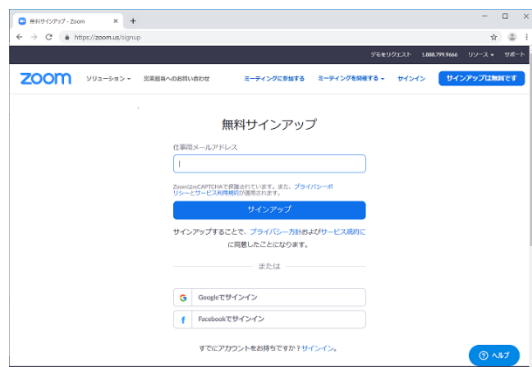 無料サインアップ - Zoom
https://zoom.us/signup
デモをリクエスト 1.888.799.9666 リソース サポート
zoom ソリューション 営業担当へのお問い合わせ ミーティングに参加する ミーティングを開催する サインイン サインアップは無料です
無料サインアップ
仕事用メールアドレス
ZoomはreCAPTCHAで保護されています。また、プライバシーポ
リシーとサービス利用規約が適用されます。
サインアップ
サインアップすることで、プライバシー方針およびサービス規約に
に同意したことになります。
または
Googleでサインイン
Facebookでサインイン
すでにアカウントをお持ちですか？サインイン。
ヘルプ